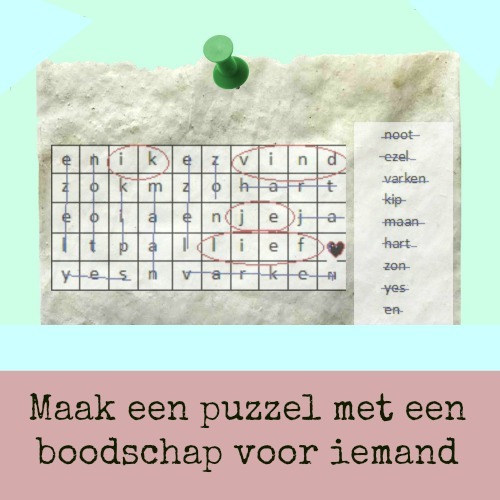 e n i k e z v i n d
z o k m z o h a r t
e o i a e n j e j a
l t p a l l i e f
y e s n v a r k e n
noot
ezel
varken
kip
maan
hart
zon
yes
en
Maak een puzzel met een
boodschap voor iemand